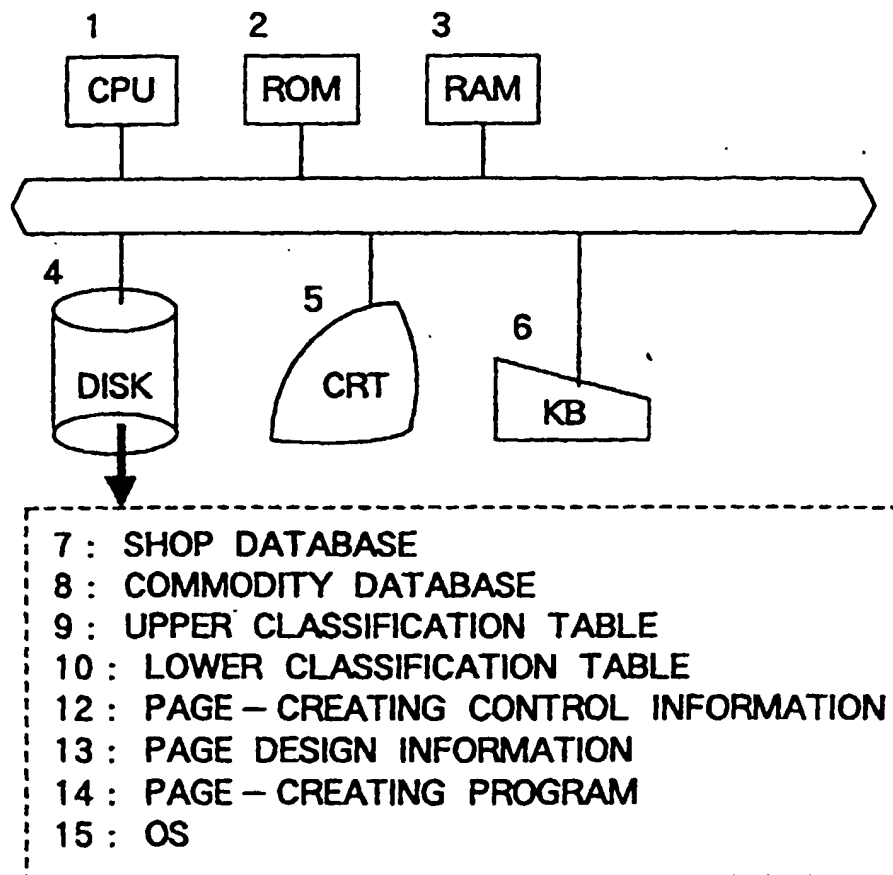 1 2 3
CPU ROM RAM
4 5 6
DISK CRT KB
7 : SHOP DATABASE
8 : COMMODITY DATABASE
9 : UPPER CLASSIFICATION TABLE
10 : LOWER CLASSIFICATION TABLE
12 : PAGE-CREATING CONTROL INFORMATION
13 : PAGE DESIGN INFORMATION
14 : PAGE-CREATING PROGRAM
15 : OS